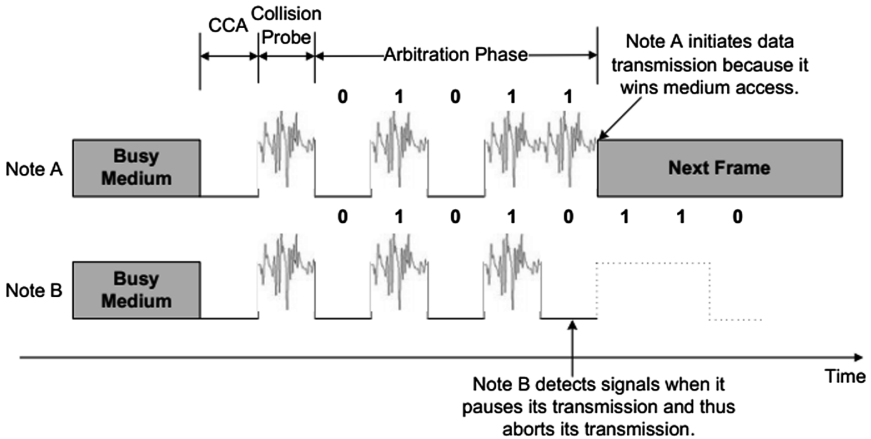 CCA
Collision
Probe
Arbitration Phase
Note A initiates data
transmission because it
wins medium access.
0 1 0 1 1
Note A
Busy
Medium
Next Frame
0 1 0 1 0 1 1 0
Note B
Busy
Medium
Time
Note B detects signals when it
pauses its transmission and thus
aborts its transmission.